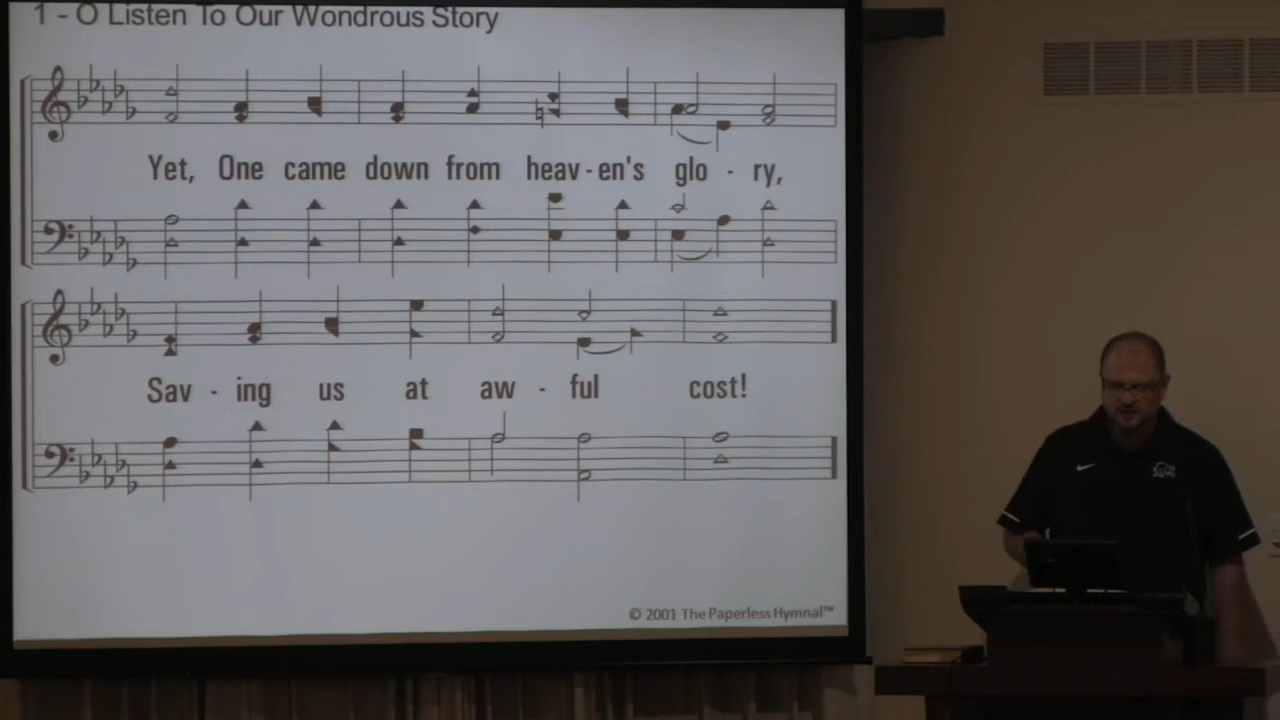 1 - O Listen To Our Wondrous Story
Yet, One came down from heav - en's glo - ry,
Sav - ing us at aw - ful cost!
© 2001 The Paperless Hymnal™